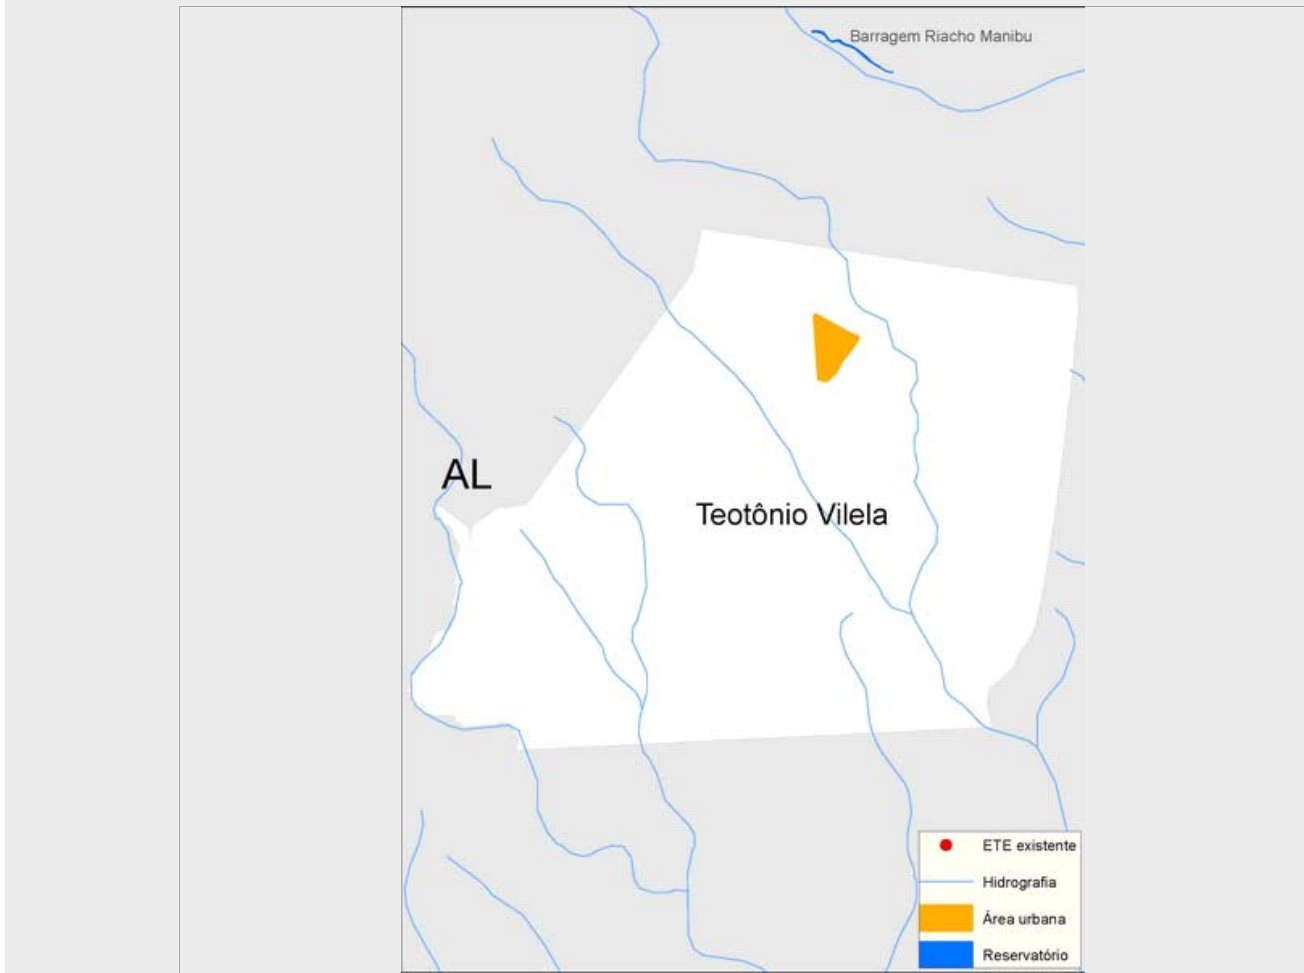 Barragem Riacho Manibu
AL
Teotônio Vilela
ETE existente
Hidrografia
Área urbana
Reservatório